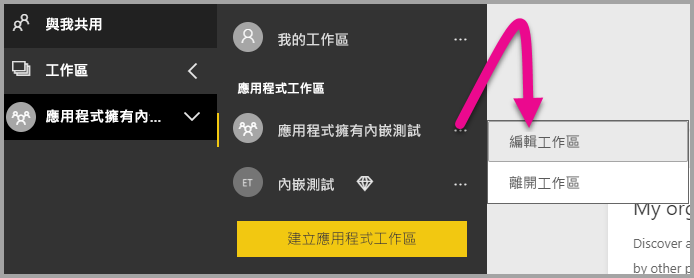 與我共用
工作區
應用程式擁有內...
我的工作區
...
應用程式工作區
應用程式擁有內嵌測試
...
ET
內嵌測試
...
建立應用程式工作區
編輯工作區
離開工作區
My org
Discover a
by other p